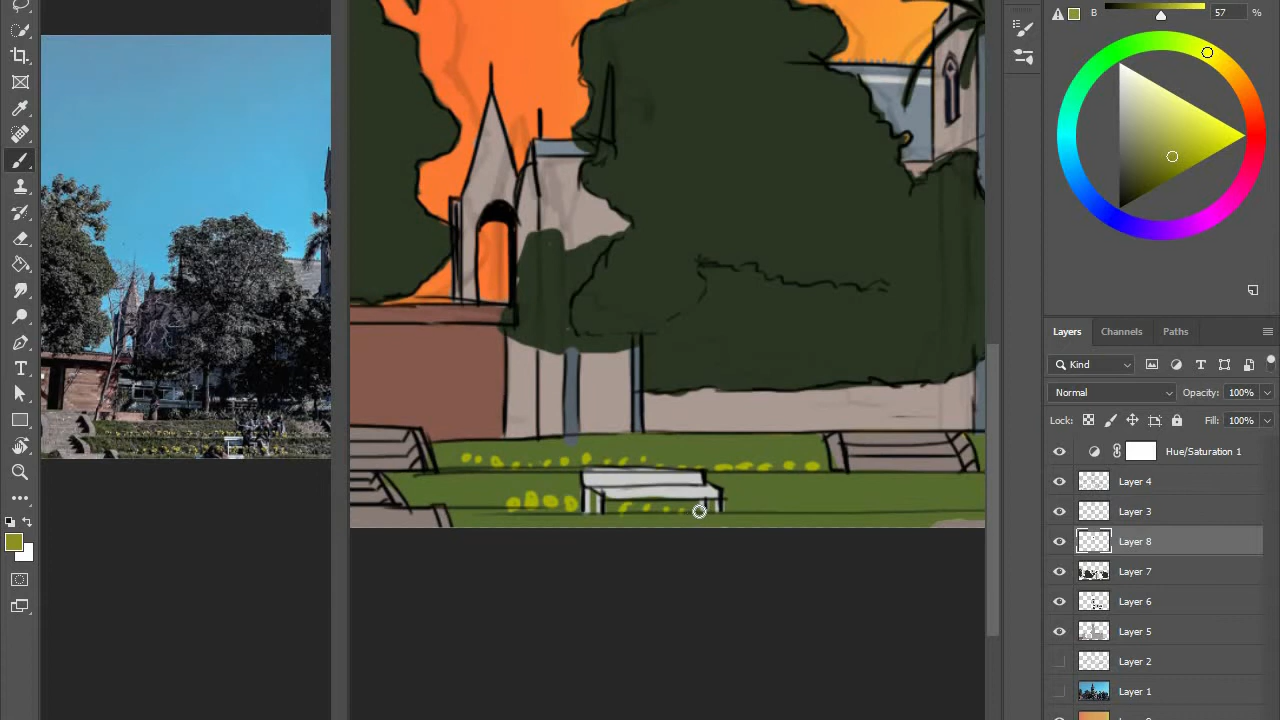 B 57 %
Layers Channels Paths
Kind
Normal Opacity: 100%
Lock: Fill: 100%
Hue/Saturation 1
Layer 4
Layer 3
Layer 8
Layer 7
Layer 6
Layer 5
Layer 2
Layer 1